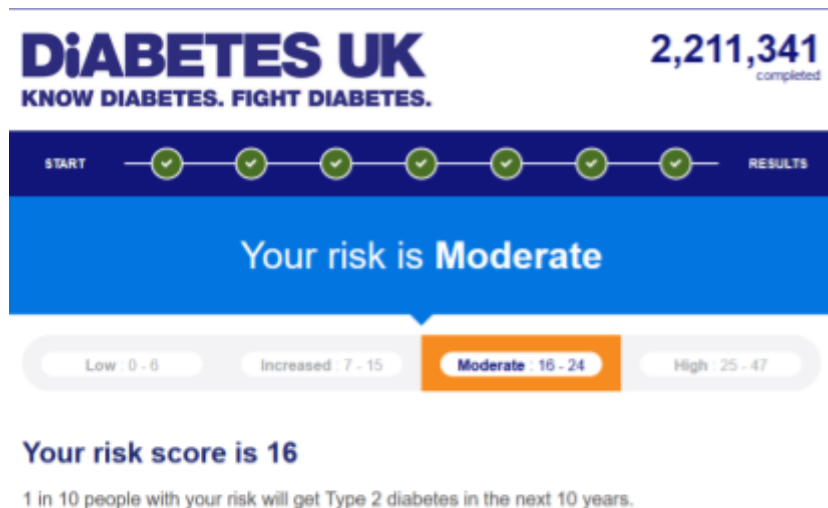 DiABETES UK
KNOW DIABETES. FIGHT DIABETES.
2,211,341
completed
START
RESULTS
Your risk is Moderate
Low : 0 - 6
Increased : 7 - 15
Moderate : 16 - 24
High : 25 - 47
Your risk score is 16
1 in 10 people with your risk will get Type 2 diabetes in the next 10 years.